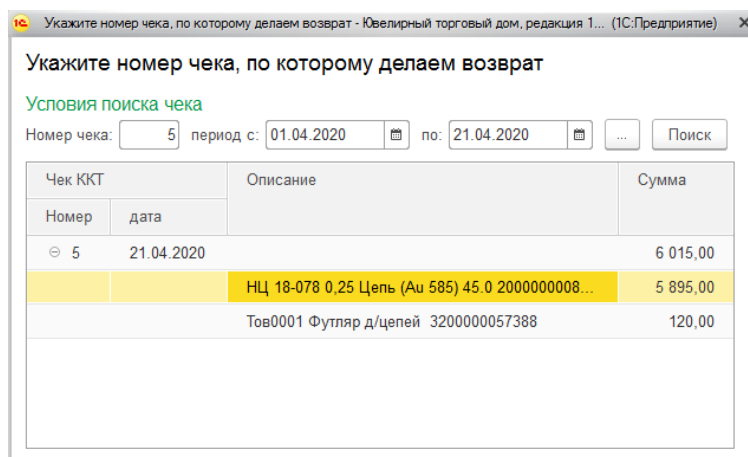 1С Укажите номер чека, по которому делаем возврат - Ювелирный торговый дом, редакция 1... (1С:Предприятие)
Укажите номер чека, по которому делаем возврат
Условия поиска чека
Номер чека: 5 период с: 01.04.2020 по: 21.04.2020 ... Поиск
Чек ККТ Описание Сумма
Номер дата
5 21.04.2020 6 015,00
НЦ 18-078 0,25 Цепь (Au 585) 45.0 2000000008... 5 895,00
Тов0001 Футляр д/цепей 3200000057388 120,00